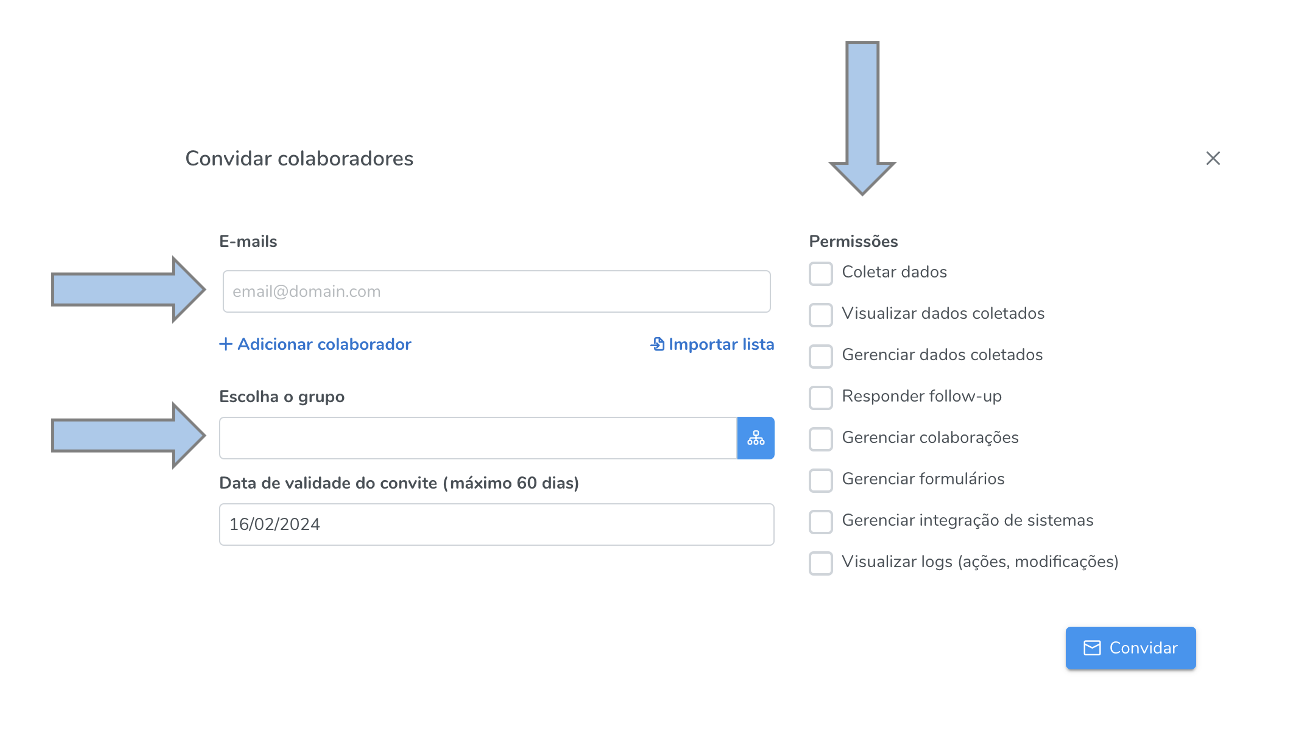 Convidar colaboradores
E-mails
email@domain.com
Adicionar colaborador
Importar lista
Escolha o grupo
Data de validade do convite (máximo 60 dias)
16/02/2024
Permissões
Coletar dados
Visualizar dados coletados
Gerenciar dados coletados
Responder follow-up
Gerenciar colaborações
Gerenciar formulários
Gerenciar integração de sistemas
Visualizar logs (ações, modificações)
Convidar